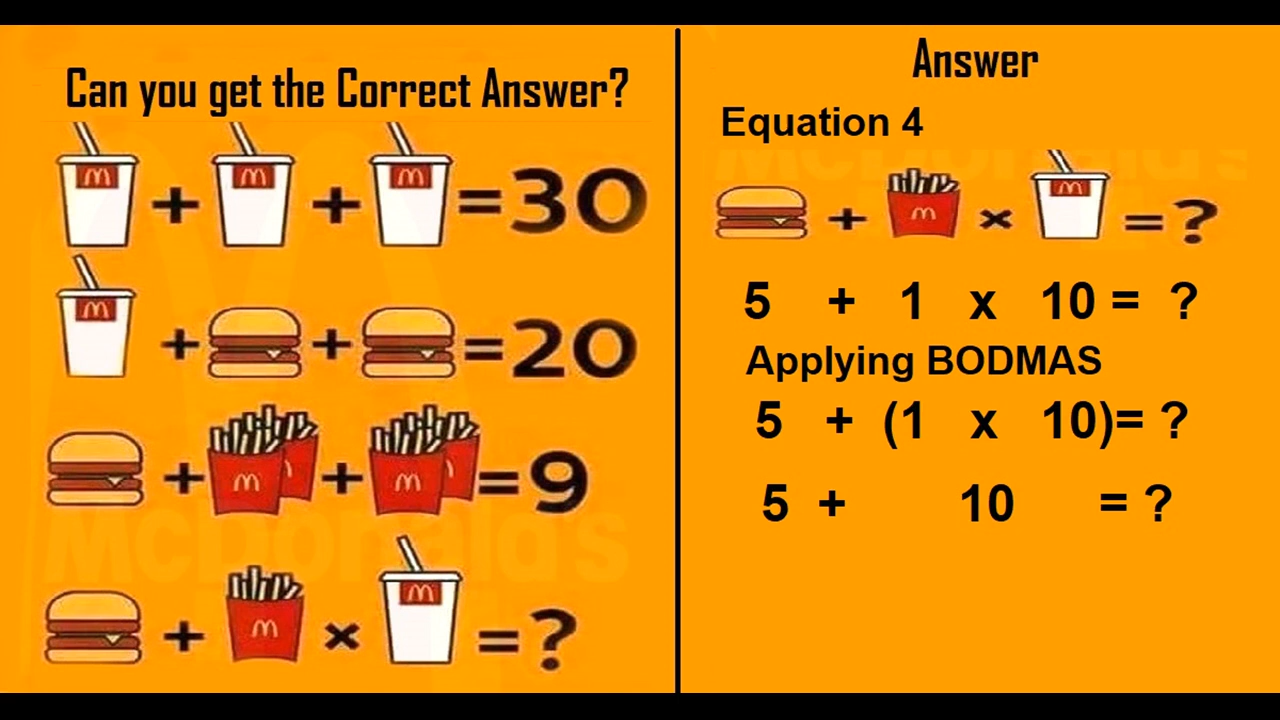 Can you get the Correct Answer?
+ + =30
+ + =20
+ + =9
+ × =?
McDonald's
Answer
Equation 4
+ × =?
5 + 1 x 10 = ?
Applying BODMAS
5 + (1 x 10)= ?
5 + 10 = ?